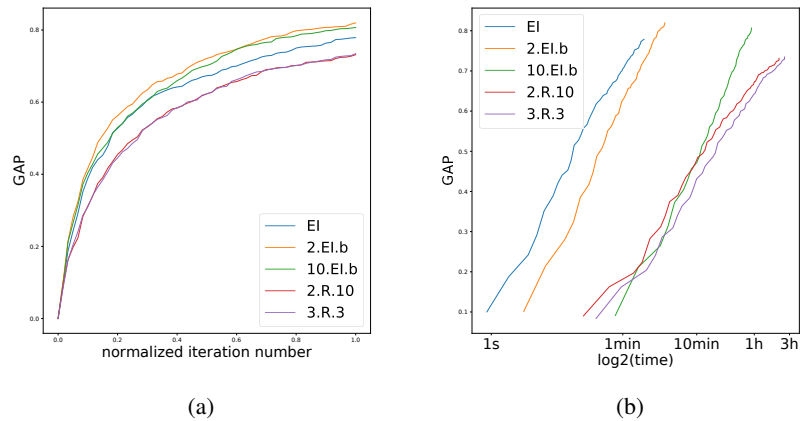 0.8
0.6
0.4
0.2
0.0
GAP
0.0 0.2 0.4 0.6 0.8 1.0
normalized iteration number
EI
2.EI.b
10.EI.b
2.R.10
3.R.3
(a)
0.8
0.7
0.6
0.5
0.4
0.3
0.2
0.1
GAP
1s 1min 10min 1h 3h
log2(time)
EI
2.EI.b
10.EI.b
2.R.10
3.R.3
(b)